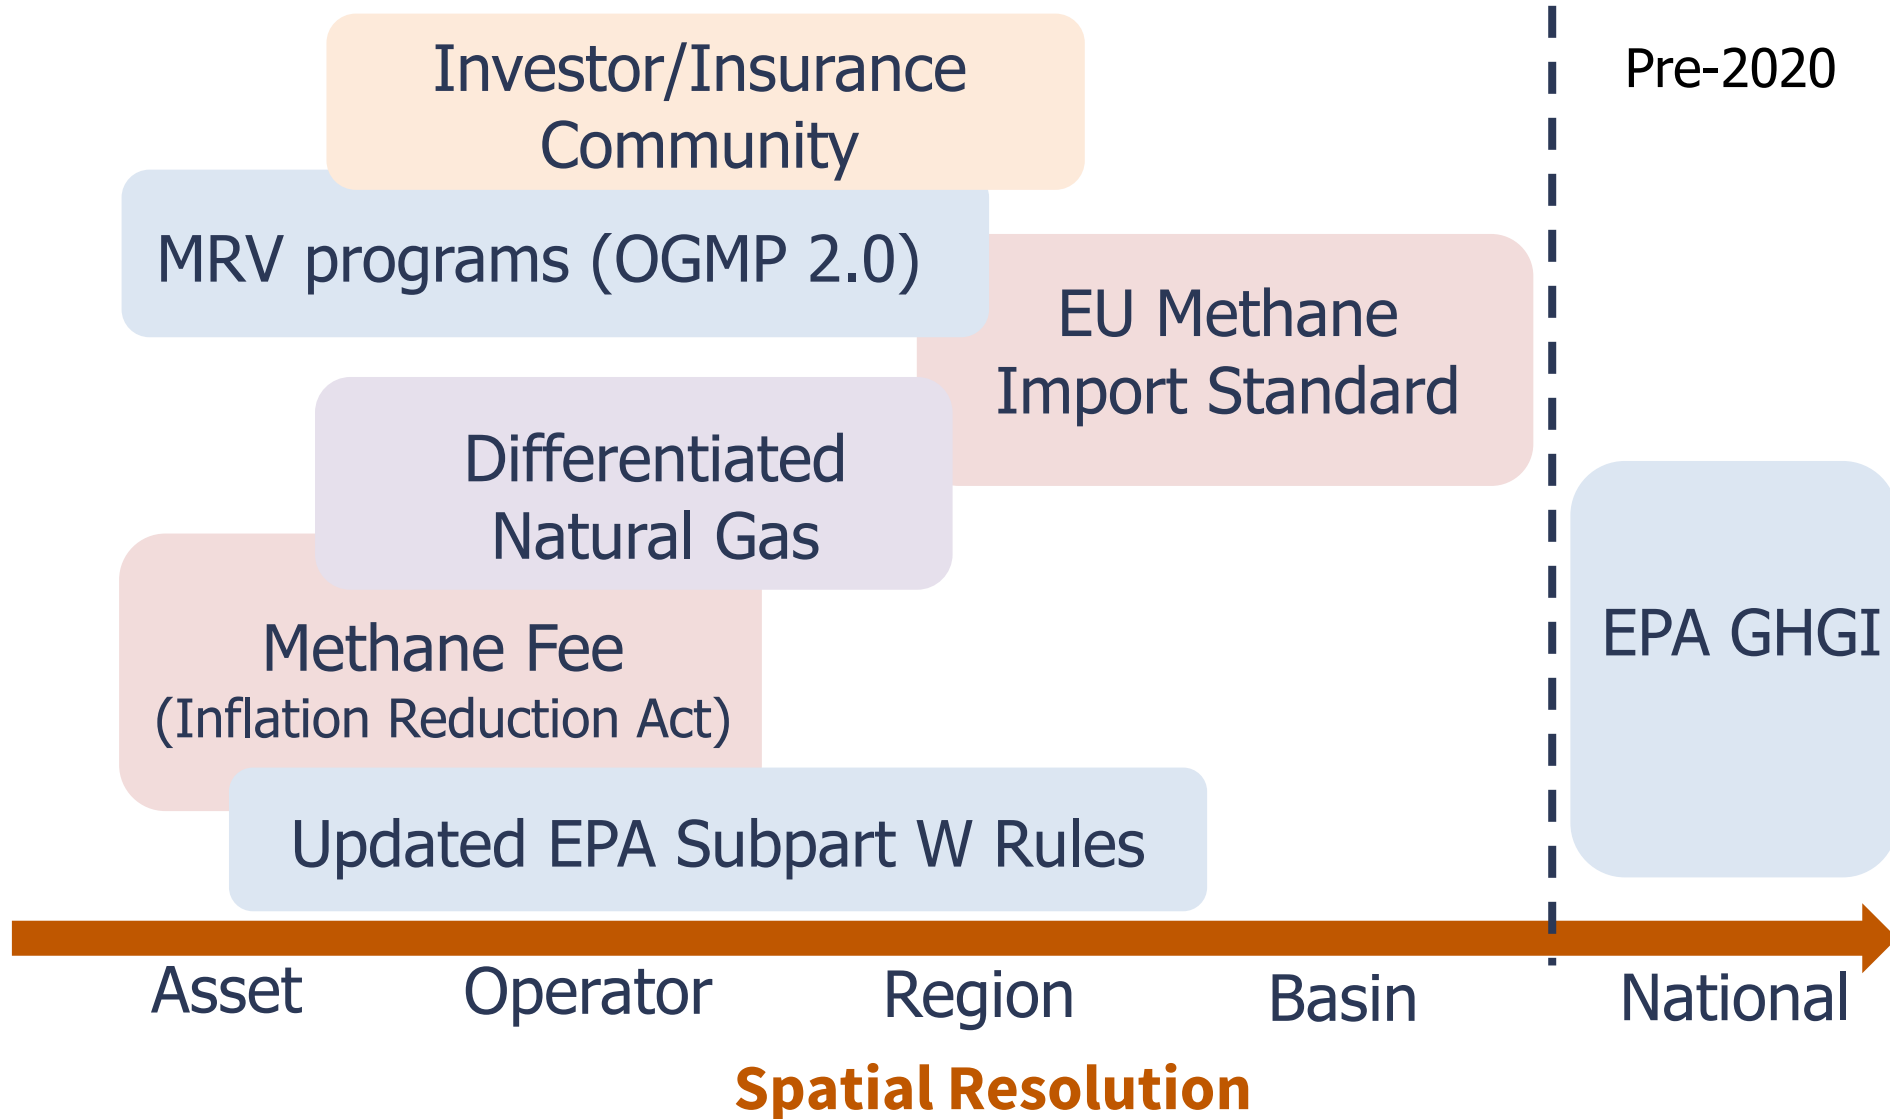 Investor/Insurance
Community
Pre-2020
MRV programs (OGMP 2.0)
EU Methane
Import Standard
Differentiated
Natural Gas
Methane Fee
(Inflation Reduction Act)
EPA GHGI
Updated EPA Subpart W Rules
Asset
Operator
Region
Basin
National
Spatial Resolution